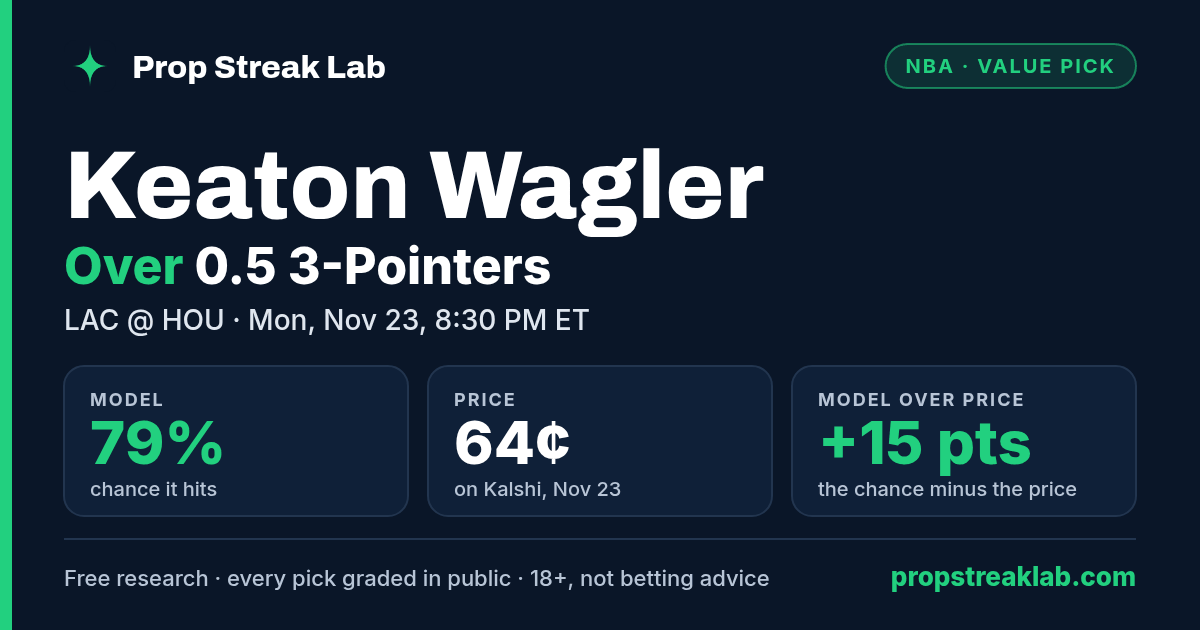 Prop Streak Lab
NBA · VALUE PICK
Keaton Wagler
Over 0.5 3-Pointers
LAC @ HOU · Mon, Nov 23, 8:30 PM ET
MODEL
79%
chance it hits
PRICE
64¢
on Kalshi, Nov 23
MODEL OVER PRICE
+15 pts
the chance minus the price
Free research · every pick graded in public · 18+, not betting advice
propstreaklab.com